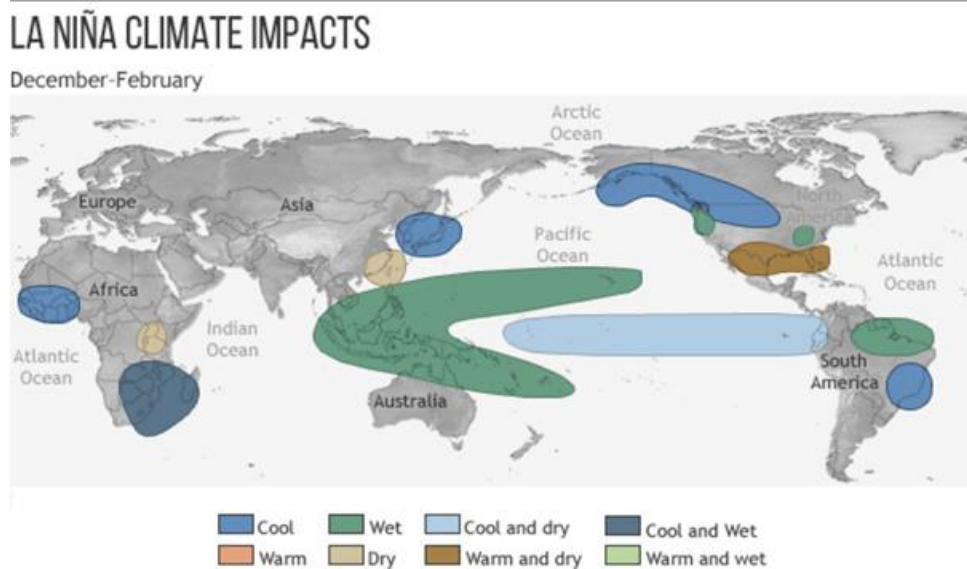 LA NIÑA CLIMATE IMPACTS
December-February
Arctic
Ocean
Europe
Asia
North
America
Pacific
Ocean
Atlantic
Ocean
Africa
Indian
Ocean
Atlantic
Ocean
South
America
Australia
Cool
Wet
Cool and dry
Cool and Wet
Warm
Dry
Warm and dry
Warm and wet